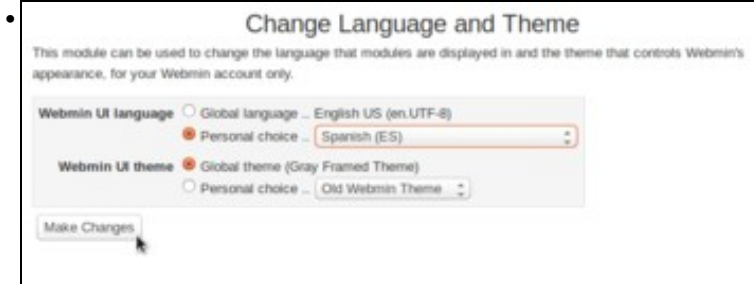 Change Language and Theme
This module can be used to change the language that modules are displayed in and the theme that controls Webmin's
appearance, for your Webmin account only.
Webmin UI language Global language .. English US (en.UTF-8)
Personal choice .. Spanish (ES)
Webmin UI theme Global theme (Gray Framed Theme)
Personal choice .. Old Webmin Theme
Make Changes